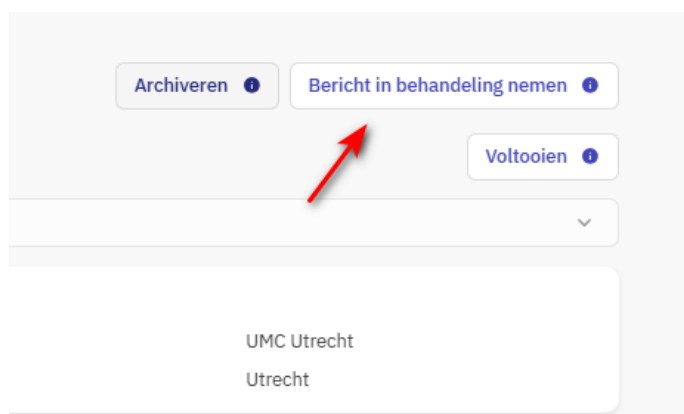 Archiveren
Bericht in behandeling nemen
Voltooien
UMC Utrecht
Utrecht